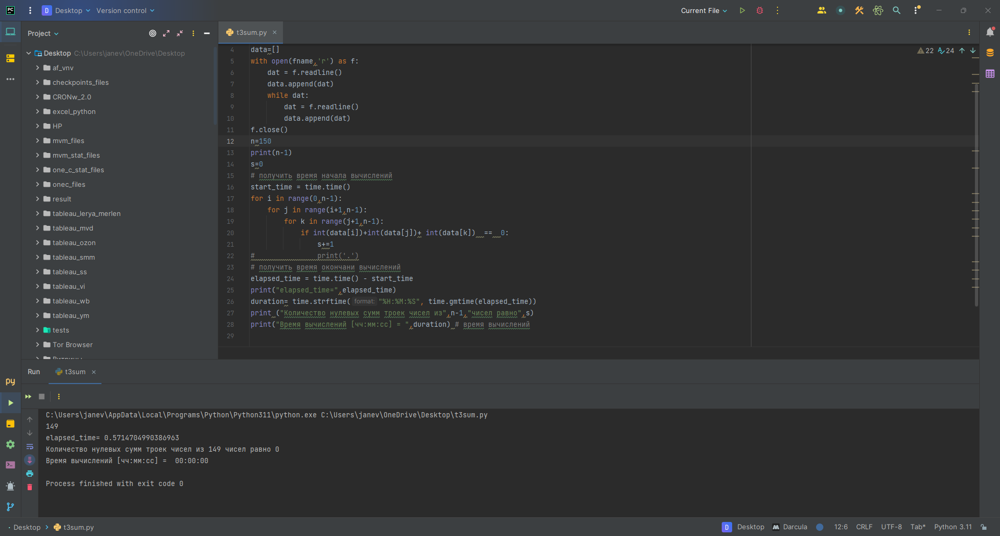 PC
D Desktop Version control
Current File
Project
Desktop C:\Users\janev\OneDrive\Desktop
af_vnv
checkpoints_files
CRONw_2.0
excel_python
HP
mvm_files
mvm_stat_files
one_c_stat_files
onec_files
result
tableau_lerya_merlen
tableau_mvd
tableau_ozon
tableau_smm
tableau_ss
tableau_vi
tableau_wb
tableau_ym
tests
Tor Browser
t3sum.py
22 24
4 data=[]
5 with open(fname,'r') as f:
6 dat = f.readline()
7 data.append(dat)
8 while dat:
9 dat = f.readline()
10 data.append(dat)
11 f.close()
12 n=150
13 print(n-1)
14 s=0
15 # получить время начала вычислений
16 start_time = time.time()
17 for i in range(0,n-1):
18 for j in range(i+1,n-1):
19 for k in range(j+1,n-1):
20 if int(data[i])+int(data[j])+ int(data[k])  ==  0:
21 s+=1
22 #               print('.')
23 # получить время окончани вычислений
24 elapsed_time = time.time() - start_time
25 print("elapsed_time=",elapsed_time)
26 duration= time.strftime( format: "%H:%M:%S", time.gmtime(elapsed_time))
27 print ("Количество нулевых сумм троек чисел из",n-1,"чисел равно",s)
28 print("Время вычислений [чч:мм:сс] = ",duration) # время вычислений
29
Run t3sum
py
C:\Users\janev\AppData\Local\Programs\Python\Python311\python.exe C:\Users\janev\OneDrive\Desktop\t3sum.py
149
elapsed_time= 0.5714704990386963
Количество нулевых сумм троек чисел из 149 чисел равно 0
Время вычислений [чч:мм:сс] =  00:00:00
Process finished with exit code 0
Desktop t3sum.py
D Desktop Darcula 12:6 CRLF UTF-8 Tab* Python 3.11